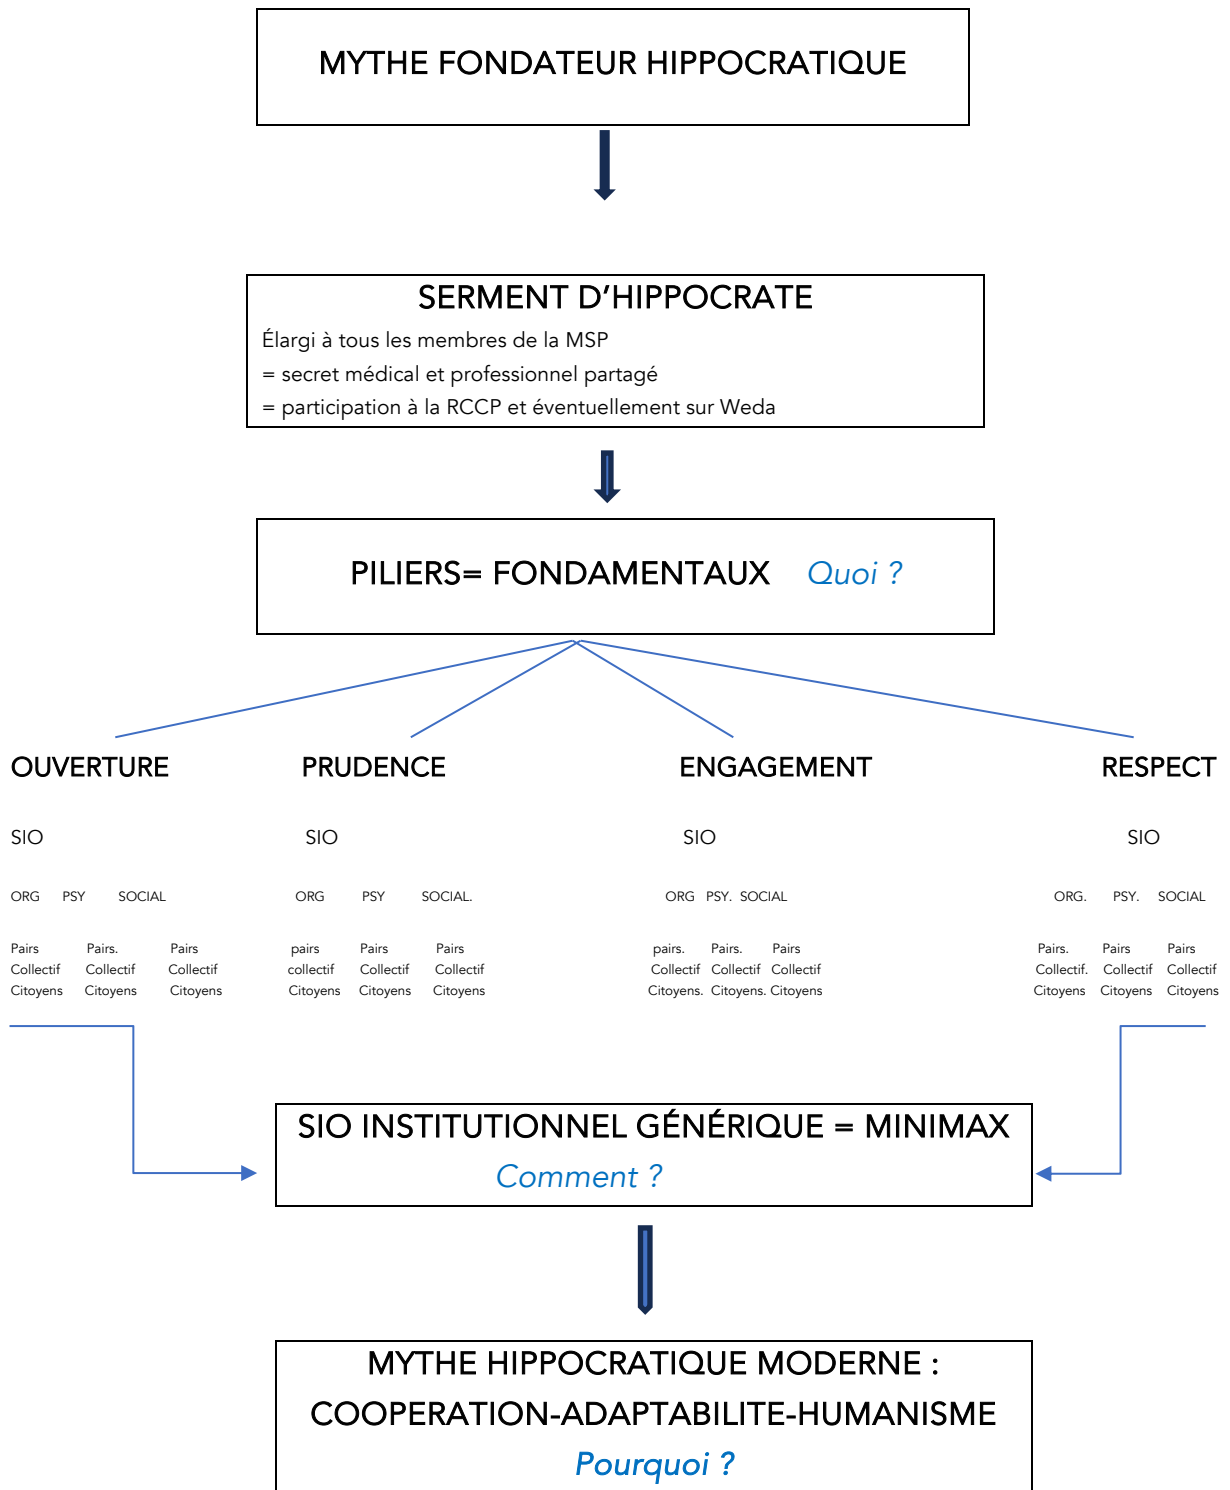 MYTHE FONDATEUR HIPPOCRATIQUE
SERMENT D'HIPPOCRATE
Élargi à tous les membres de la MSP
= secret médical et professionnel partagé
= participation à la RCCP et éventuellement sur Weda
PILIERS= FONDAMENTAUX Quoi ?
OUVERTURE PRUDENCE ENGAGEMENT RESPECT
SIO SIO SIO SIO
ORG PSY SOCIAL ORG PSY SOCIAL. ORG PSY. SOCIAL ORG. PSY. SOCIAL
Pairs Pairs. Pairs pairs Pairs Pairs pairs. Pairs. Pairs Pairs. Pairs Pairs
Collectif Collectif Collectif collectif Collectif Collectif Collectif Collectif Collectif Collectif. Collectif Collectif
Citoyens Citoyens Citoyens Citoyens Citoyens Citoyens Citoyens. Citoyens. Citoyens Citoyens Citoyens Citoyens
SIO INSTITUTIONNEL GÉNÉRIQUE = MINIMAX
Comment ?
MYTHE HIPPOCRATIQUE MODERNE :
COOPERATION-ADAPTABILITE-HUMANISME
Pourquoi ?